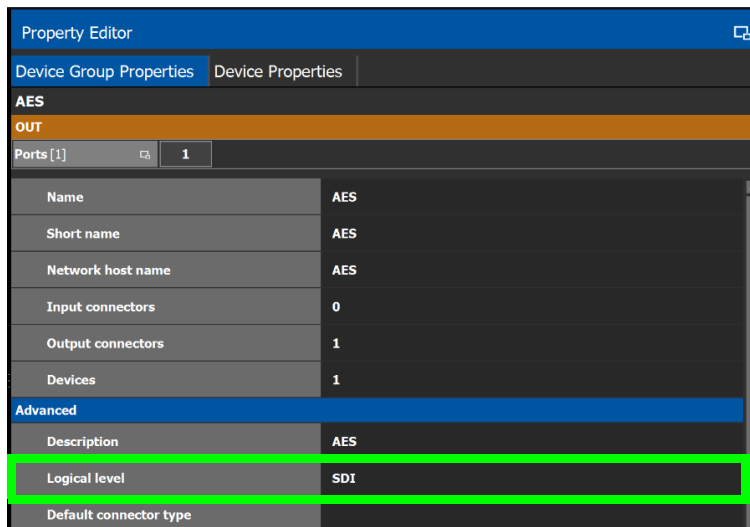 Property Editor
Device Group Properties Device Properties
AES
OUT
Ports [1] 1
Name AES
Short name AES
Network host name AES
Input connectors 0
Output connectors 1
Devices 1
Advanced
Description AES
Logical level SDI
Default connector type